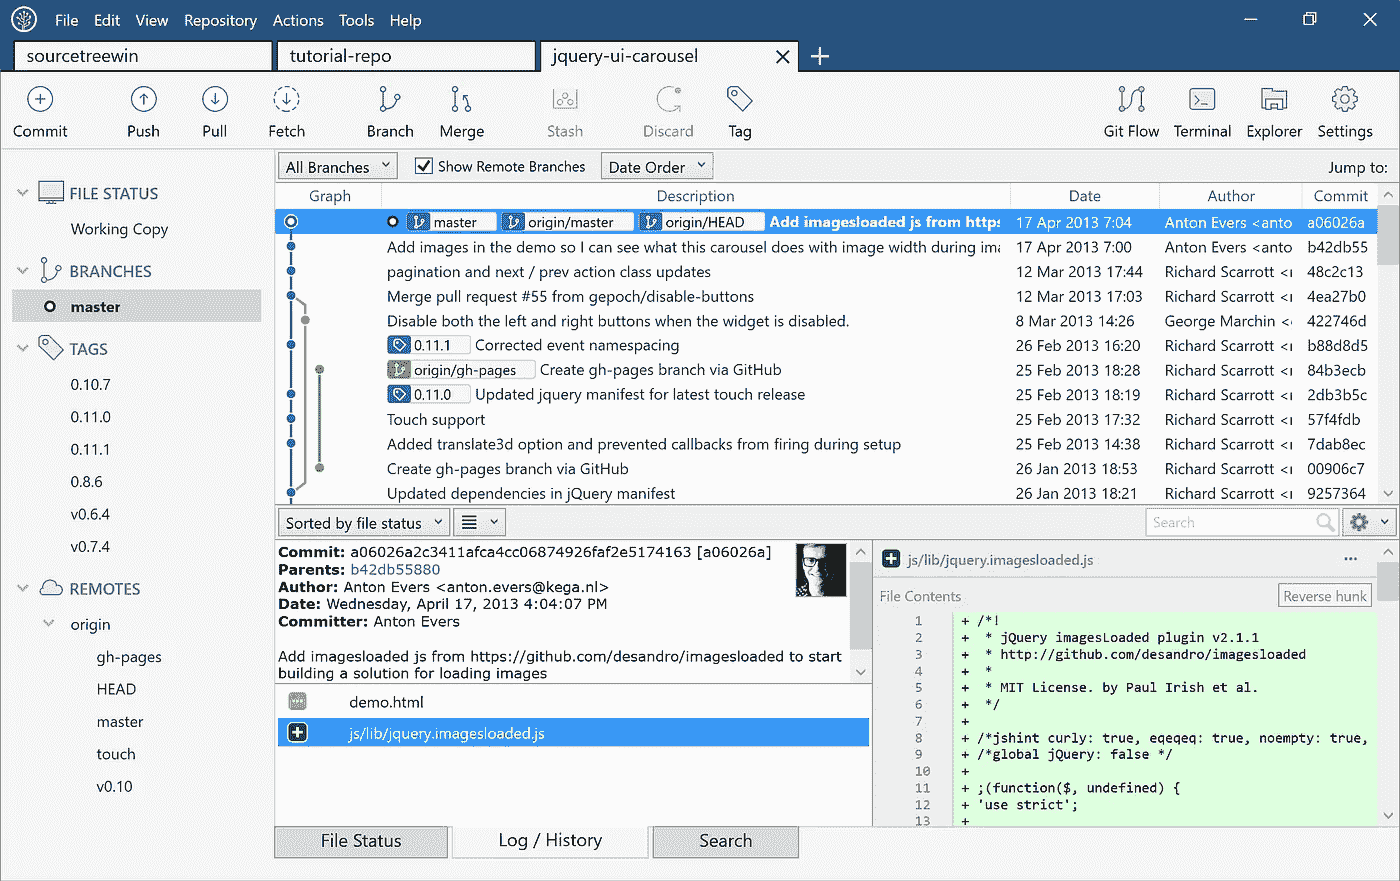 File Edit View Repository Actions Tools Help
sourcetreewin tutorial-repo jquery-ui-carousel
Commit Push Pull Fetch Branch Merge Stash Discard Tag Git Flow Terminal Explorer Settings
All Branches Show Remote Branches Date Order Jump to:
FILE STATUS
Working Copy
BRANCHES
master
TAGS
0.10.7
0.11.0
0.11.1
0.8.6
v0.6.4
v0.7.4
REMOTES
origin
gh-pages
HEAD
master
touch
v0.10
Graph Description Date Author Commit
master origin/master origin/HEAD Add imagesloaded js from https 17 Apr 2013 7:04 Anton Evers <anto a06026a
Add images in the demo so I can see what this carousel does with image width during ima 17 Apr 2013 7:00 Anton Evers <anto b42db55
pagination and next / prev action class updates 12 Mar 2013 17:44 Richard Scarrott <r 48c2c13
Merge pull request #55 from gepoch/disable-buttons 12 Mar 2013 17:03 Richard Scarrott <r 4ea27b0
Disable both the left and right buttons when the widget is disabled. 8 Mar 2013 14:26 George Marchin < 422746d
0.11.1 Corrected event namespacing 26 Feb 2013 16:20 Richard Scarrott <r b88d8d5
origin/gh-pages Create gh-pages branch via GitHub 25 Feb 2013 18:28 Richard Scarrott <r 84b3ecb
0.11.0 Updated jquery manifest for latest touch release 25 Feb 2013 18:19 Richard Scarrott <r 2db3b5c
Touch support 25 Feb 2013 17:32 Richard Scarrott <r 57f4fdb
Added translate3d option and prevented callbacks from firing during setup 25 Feb 2013 14:38 Richard Scarrott <r 7dab8ec
Create gh-pages branch via GitHub 26 Jan 2013 18:53 Richard Scarrott <r 00906c7
Updated dependencies in jQuery manifest 26 Jan 2013 18:21 Richard Scarrott <r 9257364
Sorted by file status Search
Commit: a06026a2c3411afca4cc06874926faf2e5174163 [a06026a]
Parents: b42db55880
Author: Anton Evers <anton.evers@kega.nl>
Date: Wednesday, April 17, 2013 4:04:07 PM
Committer: Anton Evers
Add imagesloaded js from https://github.com/desandro/imagesloaded to start
building a solution for loading images
demo.html
js/lib/jquery.imagesloaded.js
js/lib/jquery.imagesloaded.js
File Contents Reverse hunk
1 + /*!
2 + * jQuery imagesLoaded plugin v2.1.1
3 + * http://github.com/desandro/imagesloaded
4 + *
5 + * MIT License. by Paul Irish et al.
6 + */
7 +
8 + /*jshint curly: true, eqeqeq: true, noempty: true,
9 + /*global jQuery: false */
10 +
11 + ;(function($, undefined) {
12 + 'use strict';
13 +
File Status Log / History Search